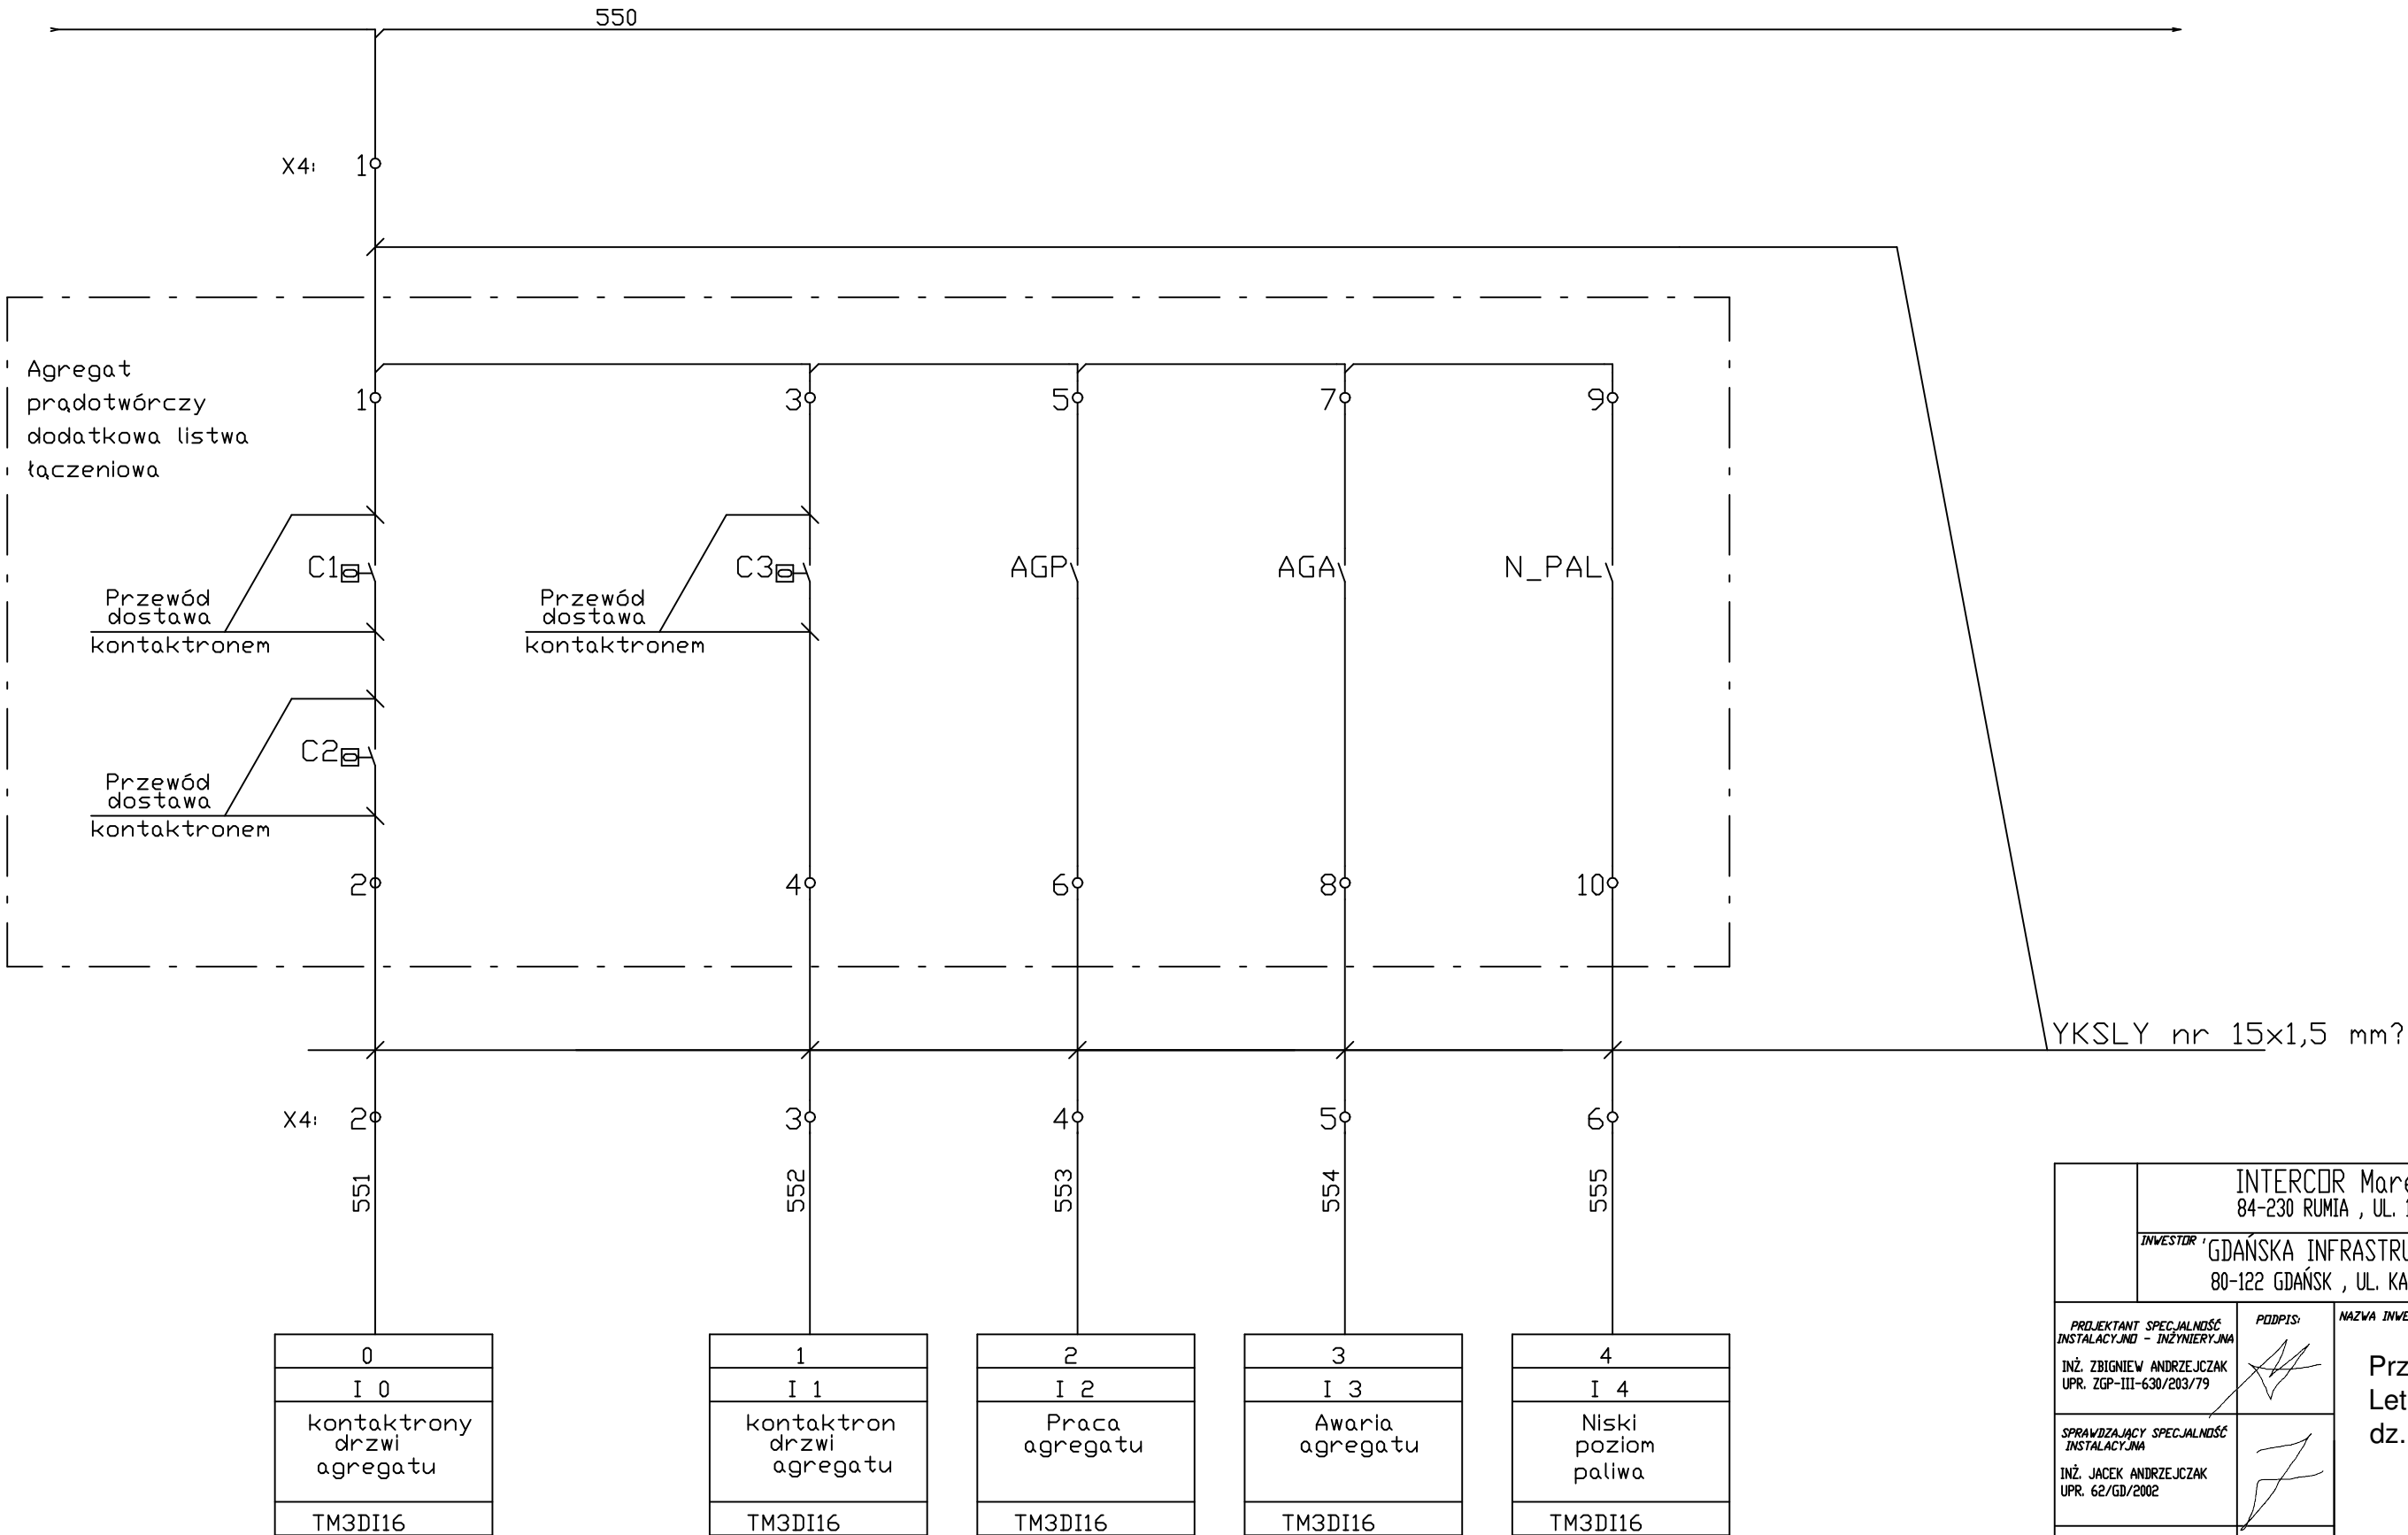 550
X4: 1
Agregat
prądotwórczy
dodatkowa listwa
łączeniowa
1 3 5 7 9
C1 C3 AGP AGA N_PAL
Przewód
dostawa
kontaktronem
Przewód
dostawa
kontaktronem
C2
Przewód
dostawa
kontaktronem
2 4 6 8 10
YKSLY nr 15x1,5 mm?
X4: 2 3 4 5 6
551 552 553 554 555
0
I 0
kontaktrony
drzwi
agregatu
TM3DI16
1
I 1
kontaktron
drzwi
agregatu
TM3DI16
2
I 2
Praca
agregatu
TM3DI16
3
I 3
Awaria
agregatu
TM3DI16
4
I 4
Niski
poziom
paliwa
TM3DI16
INTERCOR
84-230 RUMIA , UL.
INWESTOR : GDAŃSKA
80-122 GDAŃSK , UL.
PROJEKTANT SPECJALNOŚĆ
INSTALACYJNO - INŻYNIERYJNA
INŻ. ZBIGNIEW ANDRZEJCZAK
UPR. ZGP-III-630/203/79
PODPIS:
NAZWA
dz.
SPRAWDZAJĄCY SPECJALNOŚĆ
INSTALACYJNA
INŻ. JACEK ANDRZEJCZAK
UPR. 62/GD/2002